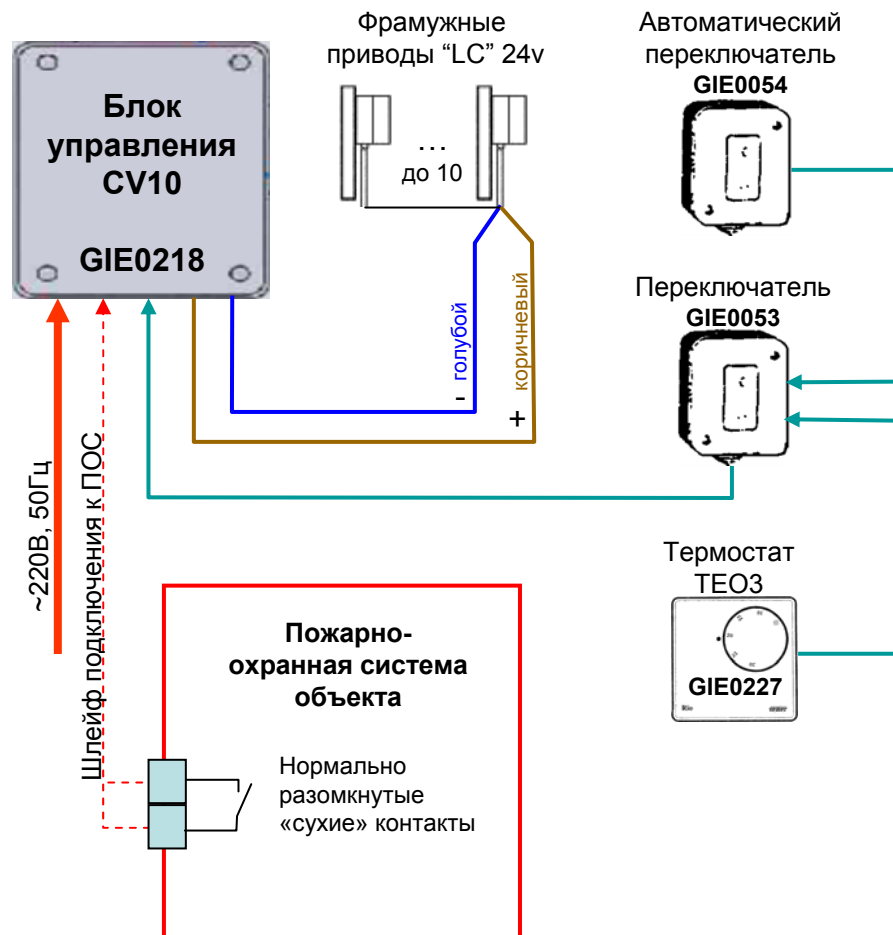 Блок
управления
CV10
GIE0218
Фрамужные
приводы “LC” 24v
...
до 10
Автоматический
переключатель
GIE0054
голубой
-
коричневый
+
Переключатель
GIE0053
~220В, 50Гц
Шлейф подключения к ПОС
Термостат
ТЕО3
GIE0227
Пожарно-
охранная система
объекта
Нормально
разомкнутые
«сухие» контакты